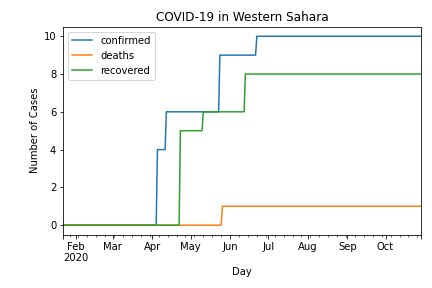 COVID-19 in Western Sahara
confirmed
deaths
recovered
Number of Cases
10
8
6
4
2
0
Feb Mar Apr May Jun Jul Aug Sep Oct
2020
Day